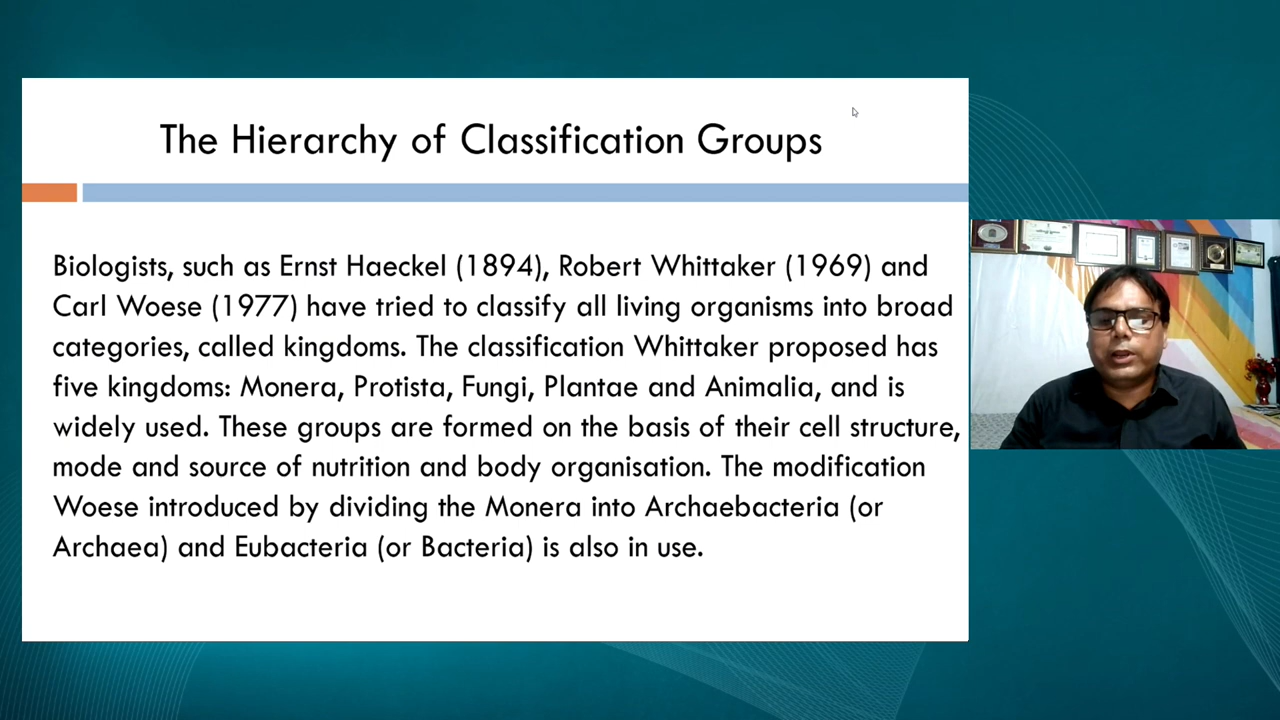 The Hierarchy of Classification Groups
Biologists, such as Ernst Haeckel (1894), Robert Whittaker (1969) and
Carl Woese (1977) have tried to classify all living organisms into broad
categories, called kingdoms. The classification Whittaker proposed has
five kingdoms: Monera, Protista, Fungi, Plantae and Animalia, and is
widely used. These groups are formed on the basis of their cell structure,
mode and source of nutrition and body organisation. The modification
Woese introduced by dividing the Monera into Archaebacteria (or
Archaea) and Eubacteria (or Bacteria) is also in use.